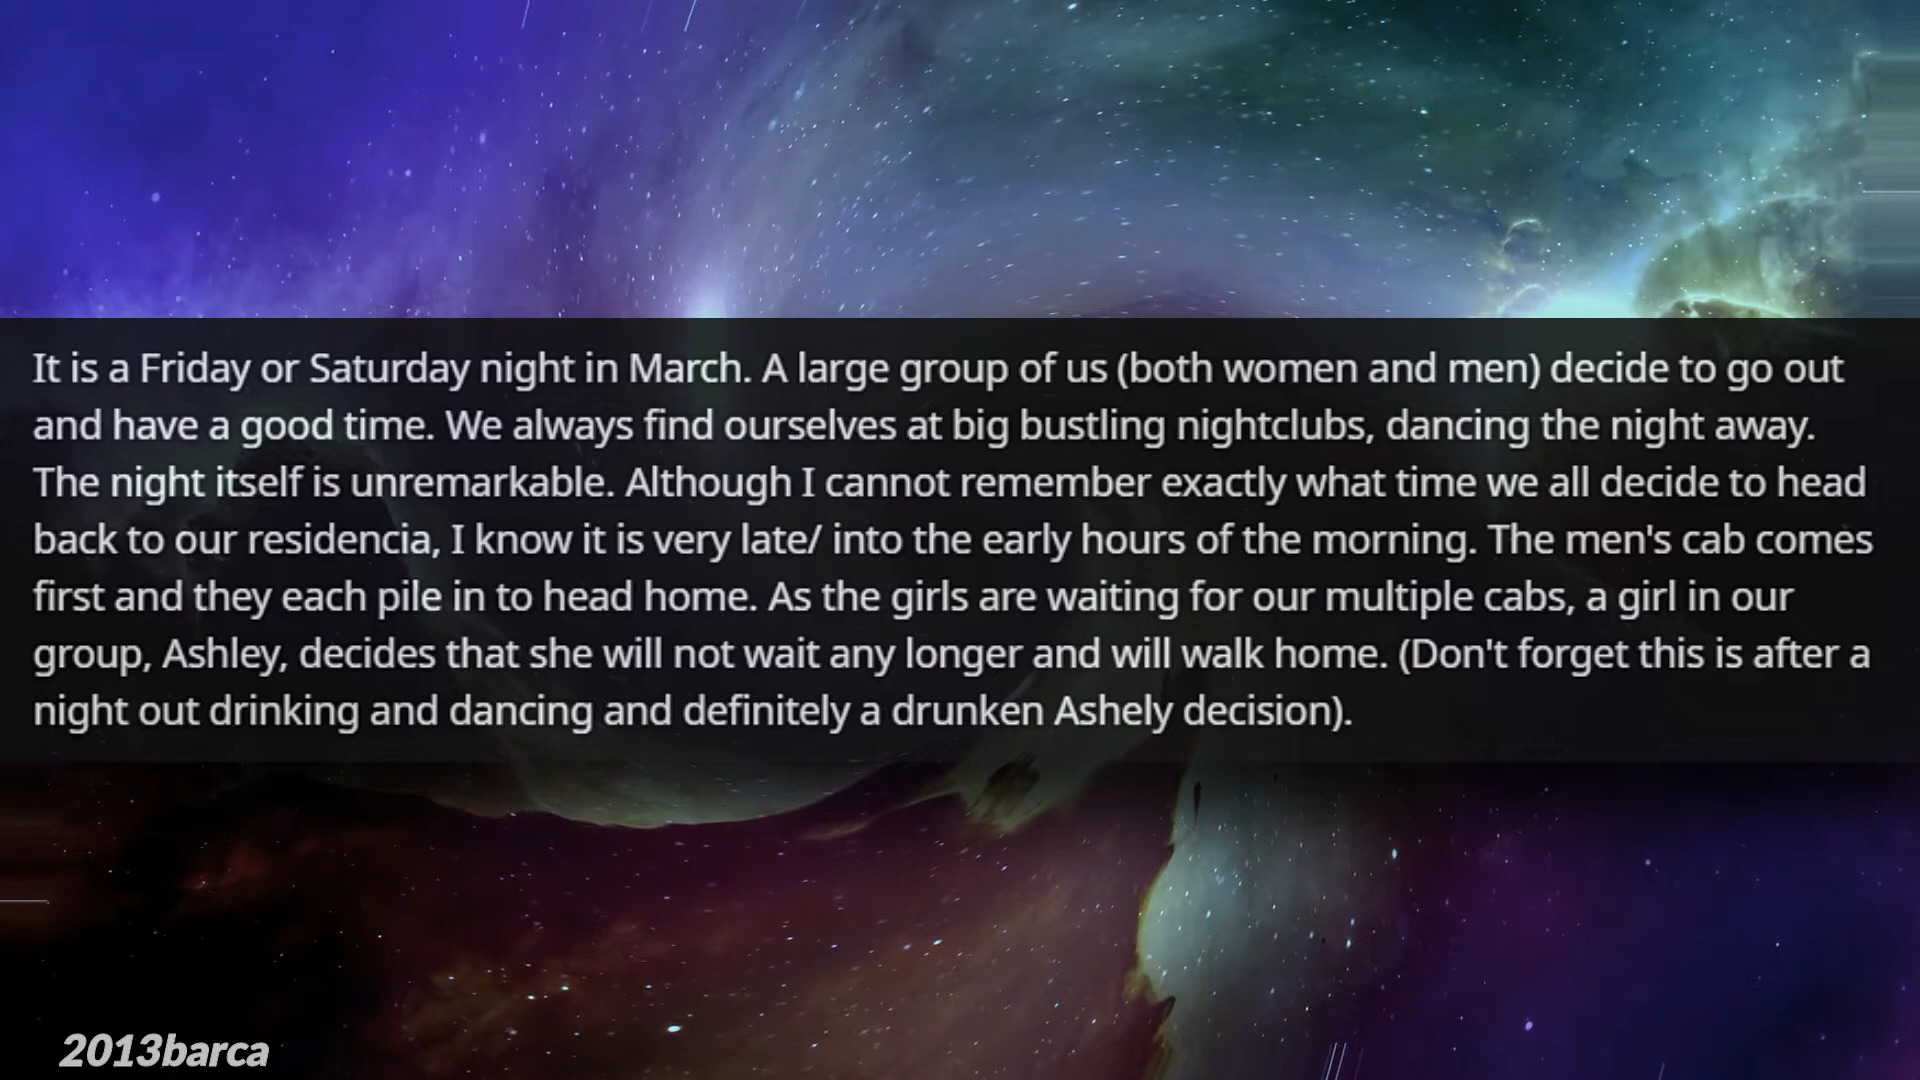 It is a Friday or Saturday night in March. A large group of us (both women and men) decide to go out
and have a good time. We always find ourselves at big bustling nightclubs, dancing the night away.
The night itself is unremarkable. Although I cannot remember exactly what time we all decide to head
back to our residencia, I know it is very late/ into the early hours of the morning. The men's cab comes
first and they each pile in to head home. As the girls are waiting for our multiple cabs, a girl in our
group, Ashley, decides that she will not wait any longer and will walk home. (Don't forget this is after a
night out drinking and dancing and definitely a drunken Ashely decision).
2013barca